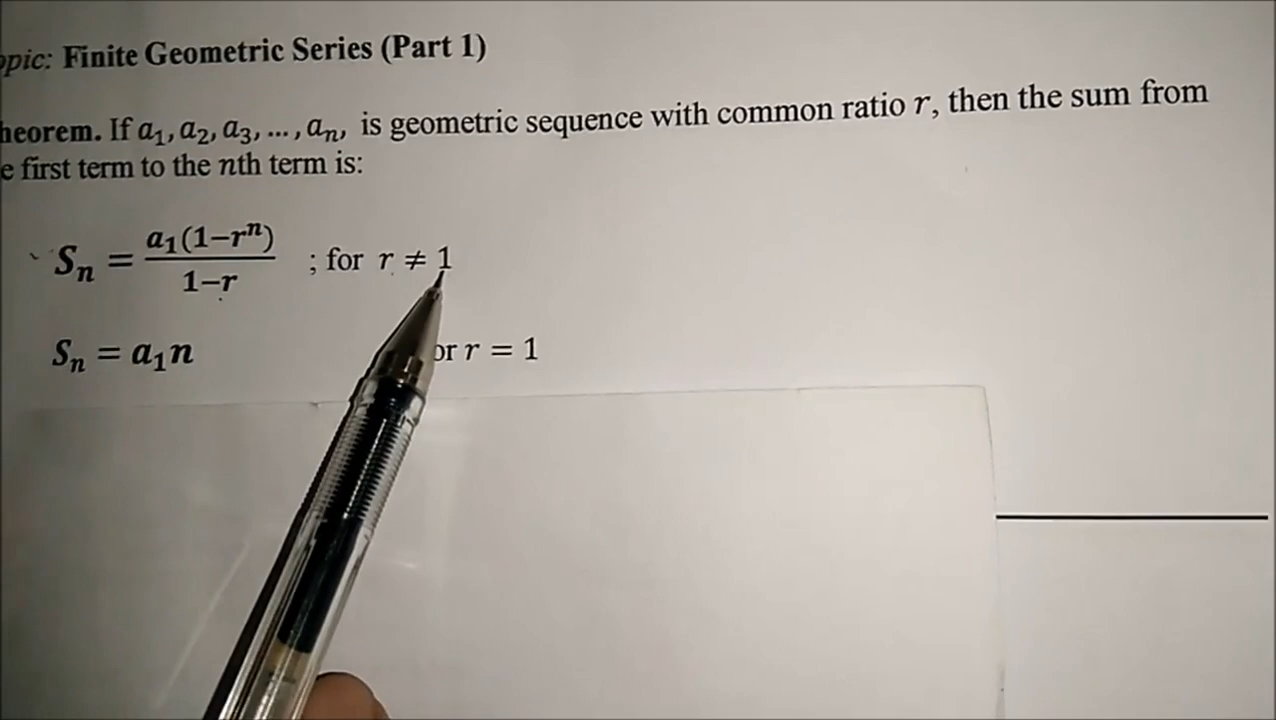 opic: Finite Geometric Series (Part 1)
heorem. If a₁, a₂, a₃, ..., aₙ, is geometric sequence with common ratio r, then the sum from
e first term to the nth term is:
Sₙ = a₁(1−rⁿ) / 1−r ; for r ≠ 1
Sₙ = a₁n or r = 1